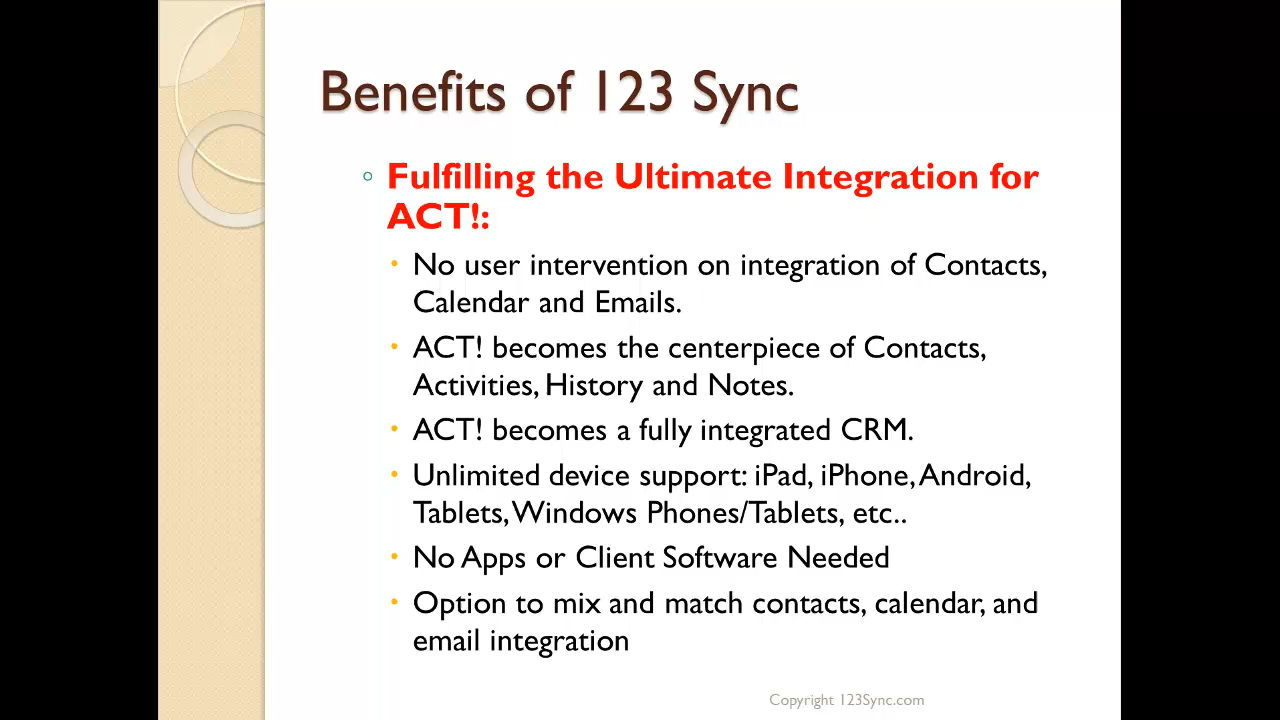 Benefits of 123 Sync
Fulfilling the Ultimate Integration for
ACT!:
No user intervention on integration of Contacts,
Calendar and Emails.
ACT! becomes the centerpiece of Contacts,
Activities, History and Notes.
ACT! becomes a fully integrated CRM.
Unlimited device support: iPad, iPhone, Android,
Tablets, Windows Phones/Tablets, etc..
No Apps or Client Software Needed
Option to mix and match contacts, calendar, and
email integration
Copyright 123Sync.com